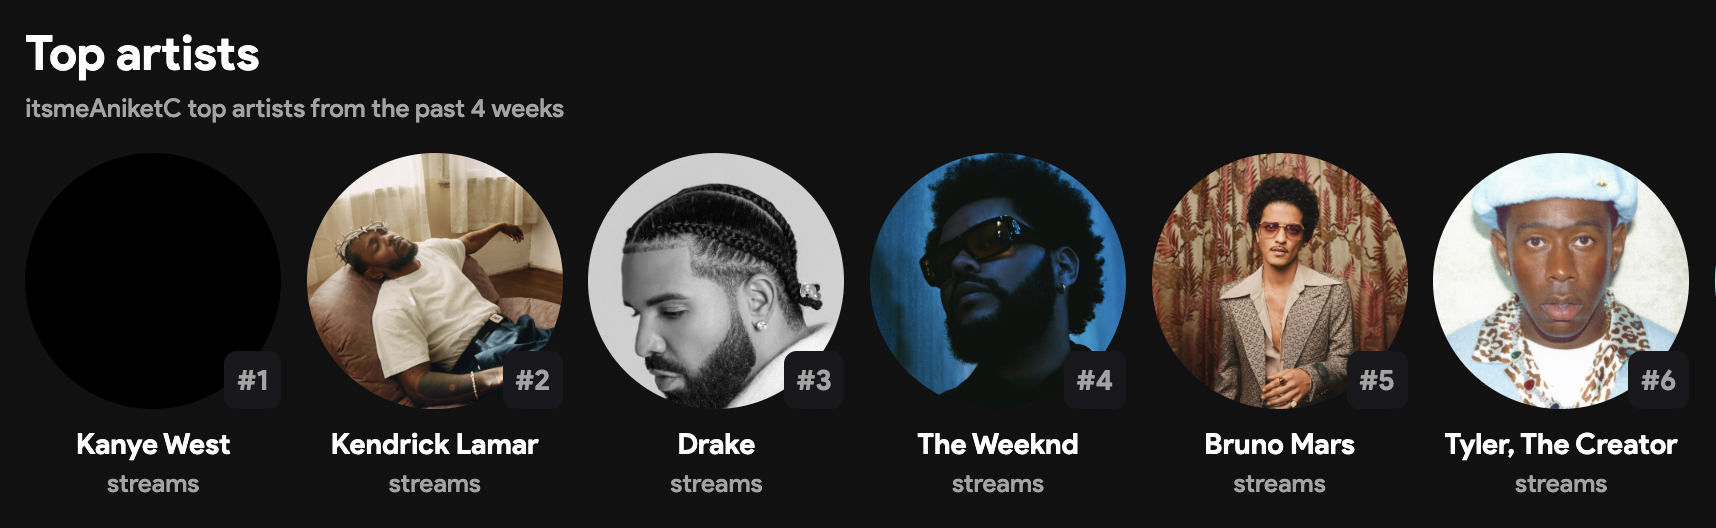 Top artists
itsmeAniketC top artists from the past 4 weeks
#1
#2
#3
#4
#5
#6
Kanye West
Kendrick Lamar
Drake
The Weeknd
Bruno Mars
Tyler, The Creator
streams
streams
streams
streams
streams
streams